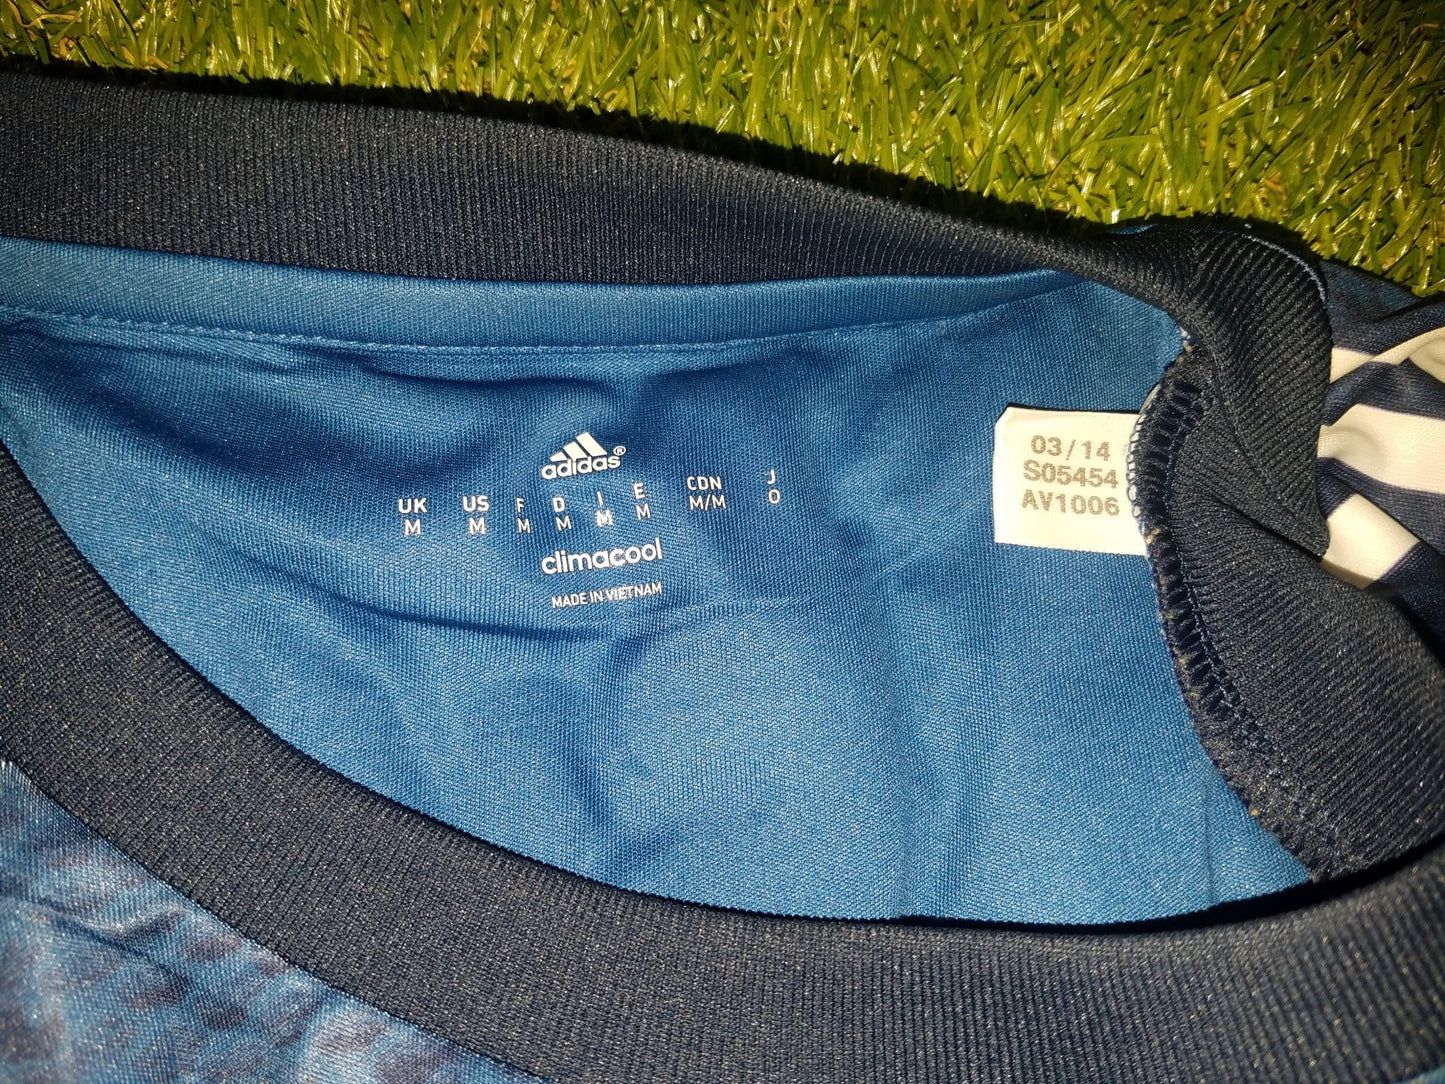 adidas®
UK US F D I E CDN J
M M M M M M M/M O
climacool
MADE IN VIETNAM
03/14
S05454
AV1006